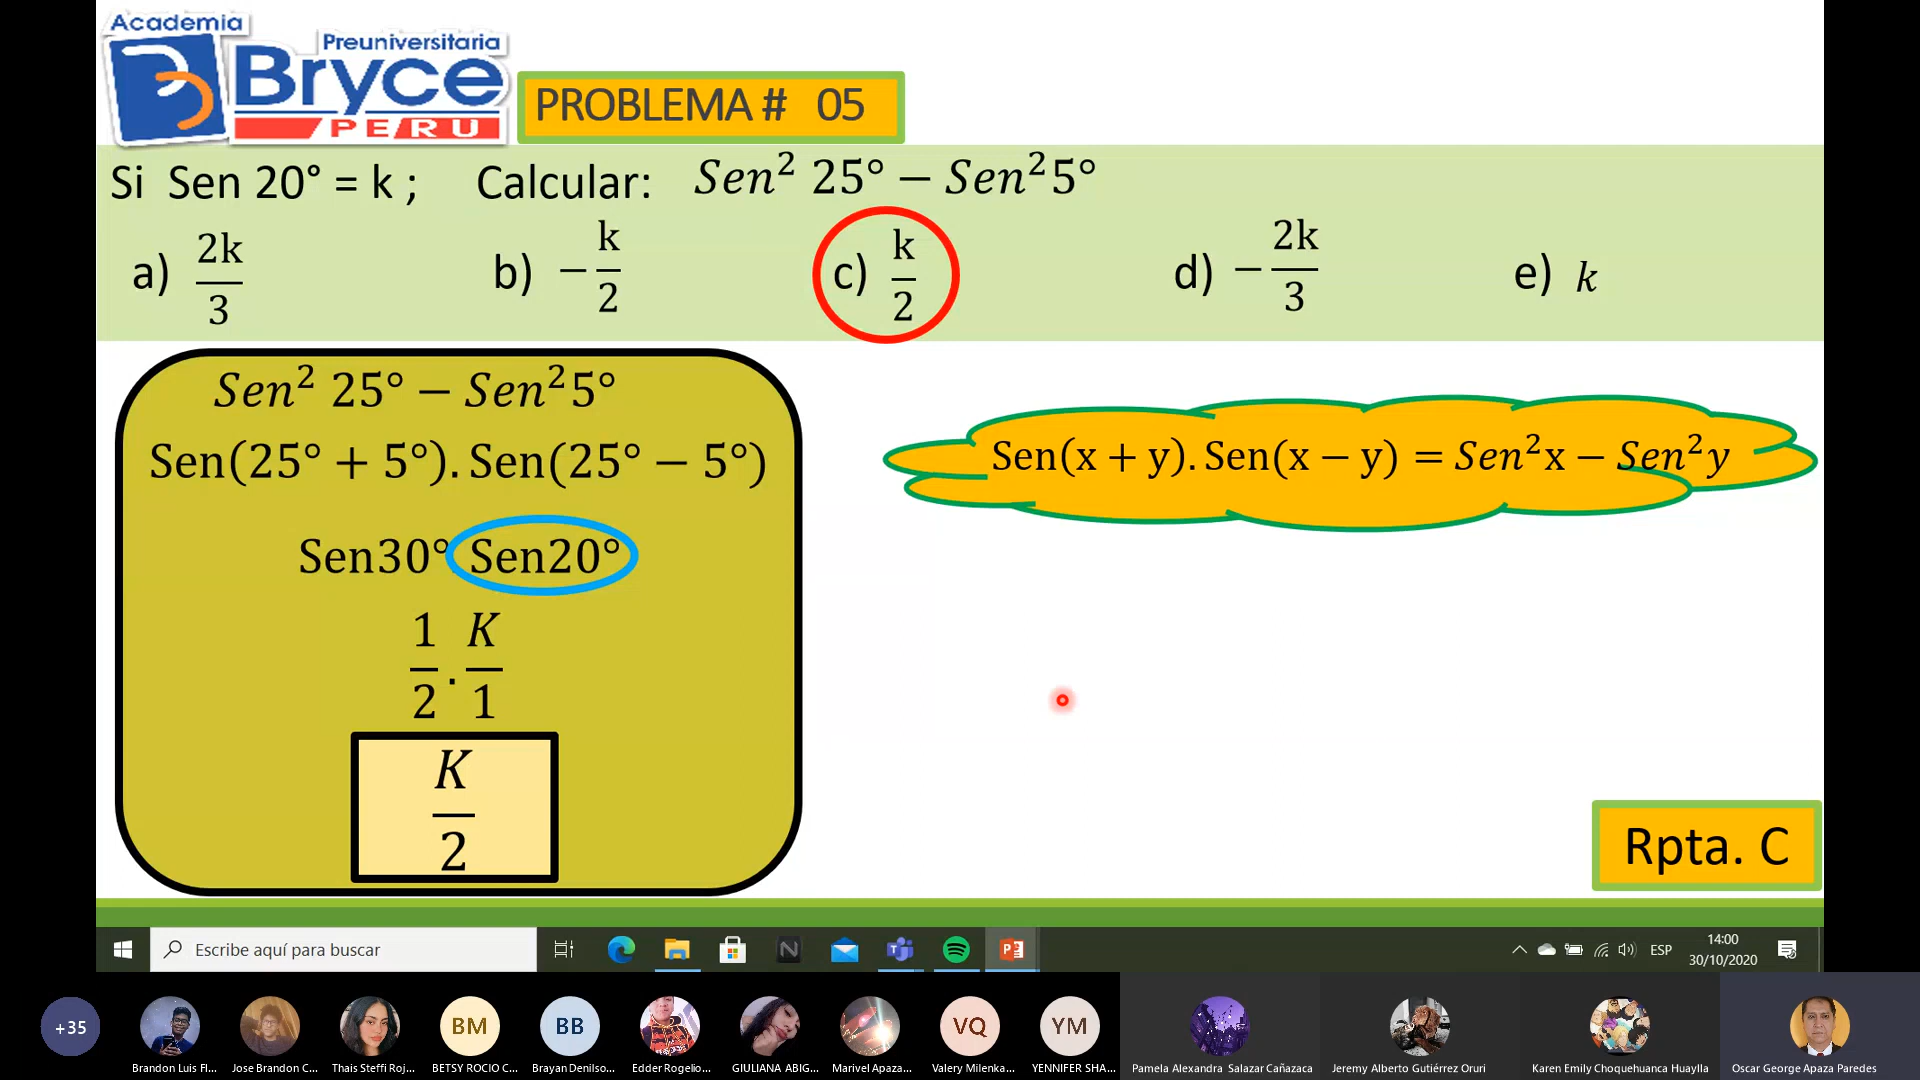 Academia
Preuniversitaria
Bryce
PERU
PROBLEMA # 05
Si Sen 20° = k ; Calcular: Sen² 25° − Sen²5°
a) 2k/3 b) −k/2 c) k/2 d) −2k/3 e) k
Sen² 25° − Sen²5°
Sen(25° + 5°). Sen(25° − 5°)
Sen30° Sen20°
1/2 . K/1
K/2
Sen(x + y). Sen(x − y) = Sen²x − Sen²y
Rpta. C
Escribe aquí para buscar
ESP
14:00
30/10/2020
+35
BM
BB
VQ
YM
Brandon Luis Fl...
Jose Brandon C...
Thais Steffi Roj...
BETSY ROCIO C...
Brayan Denilso...
Edder Rogelio...
GIULIANA ABIG...
Marivel Apaza...
Valery Milenka...
YENNIFER SHA...
Pamela Alexandra Salazar Cañazaca
Jeremy Alberto Gutiérrez Oruri
Karen Emily Choquehuanca Huaylla
Oscar George Apaza Paredes